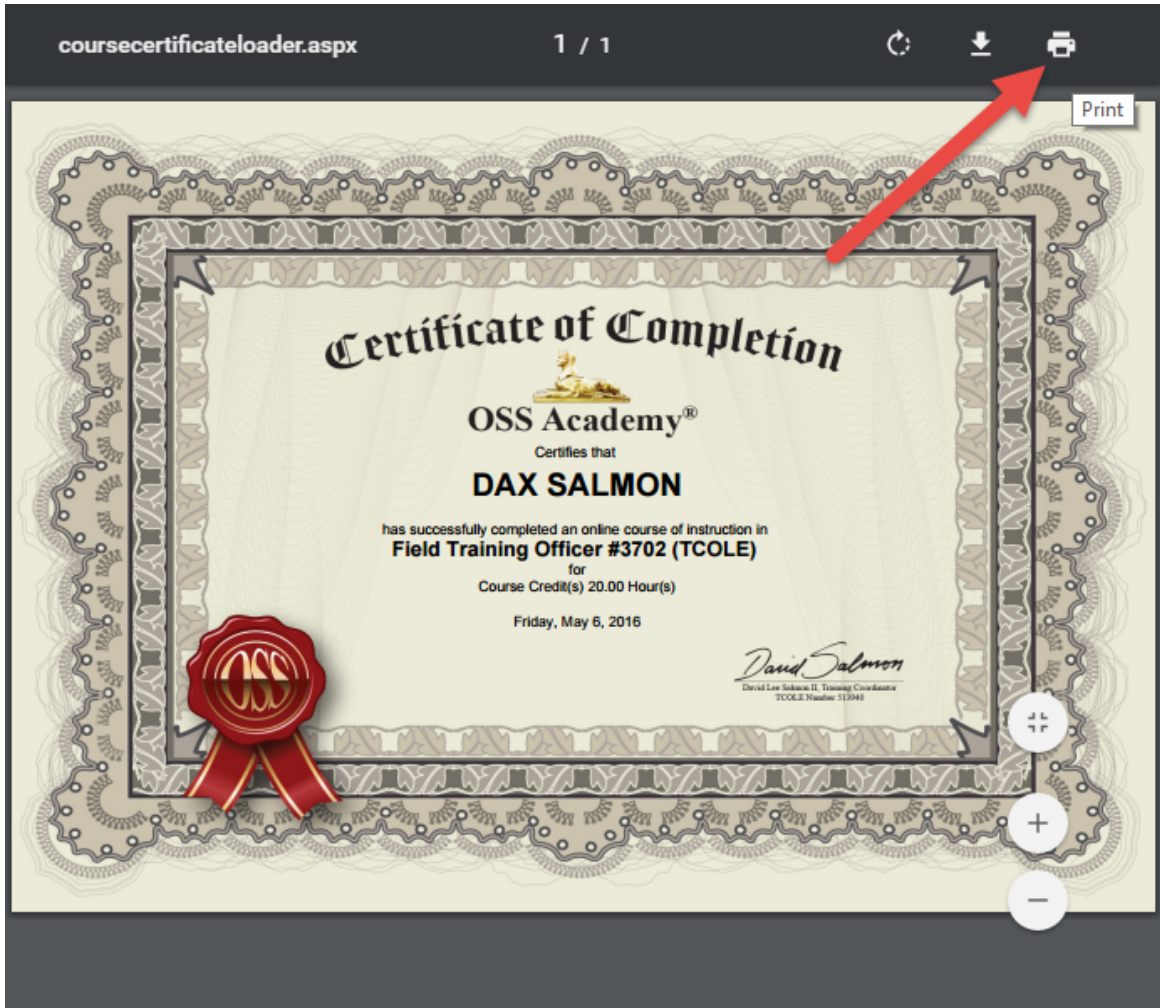 coursecertificateloader.aspx
1 / 1
Print
Certificate of Completion
OSS Academy®
Certifies that
DAX SALMON
has successfully completed an online course of instruction in
Field Training Officer #3702 (TCOLE)
for
Course Credit(s) 20.00 Hour(s)
Friday, May 6, 2016
David Salmon
David Lee Salmon II, Training Coordinator
TCOLE Number 513940
OSS